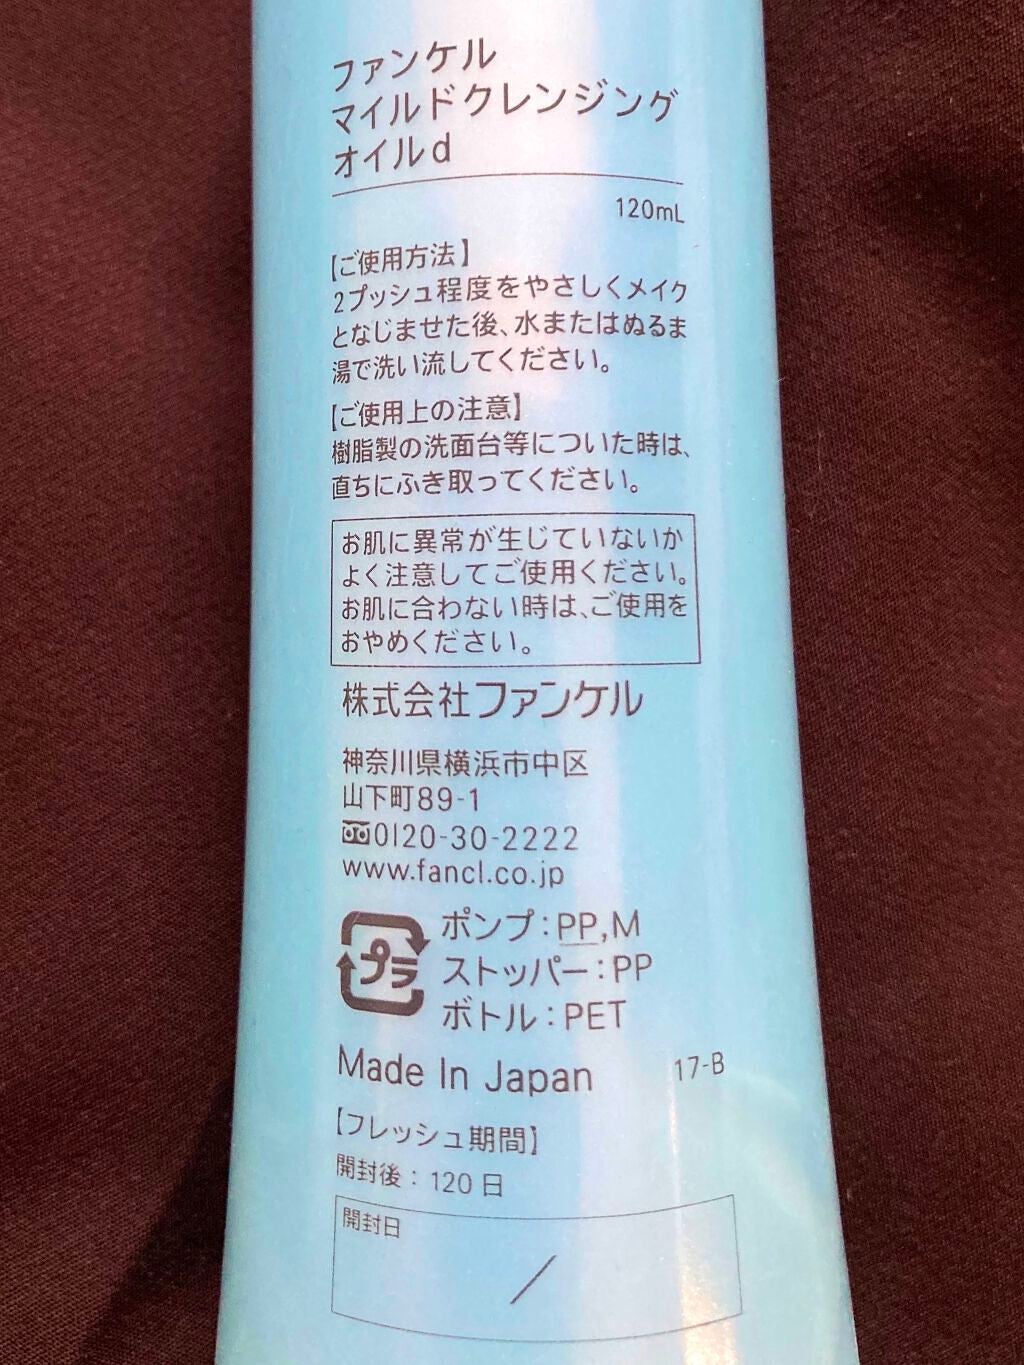 ファンケル
マイルドクレンジング
オイルd
120mL
【ご使用方法】
2プッシュ程度をやさしくメイク
となじませた後、水またはぬるま
湯で洗い流してください。
【ご使用上の注意】
樹脂製の洗面台等についた時は、
直ちにふき取ってください。
お肌に異常が生じていないか
よく注意してご使用ください。
お肌に合わない時は、ご使用を
おやめください。
株式会社ファンケル
神奈川県横浜市中区
山下町89-1
0120-30-2222
www.fancl.co.jp
プラ
ポンプ：PP,M
ストッパー：PP
ボトル：PET
Made In Japan 17-B
【フレッシュ期間】
開封後：120日
開封日
／